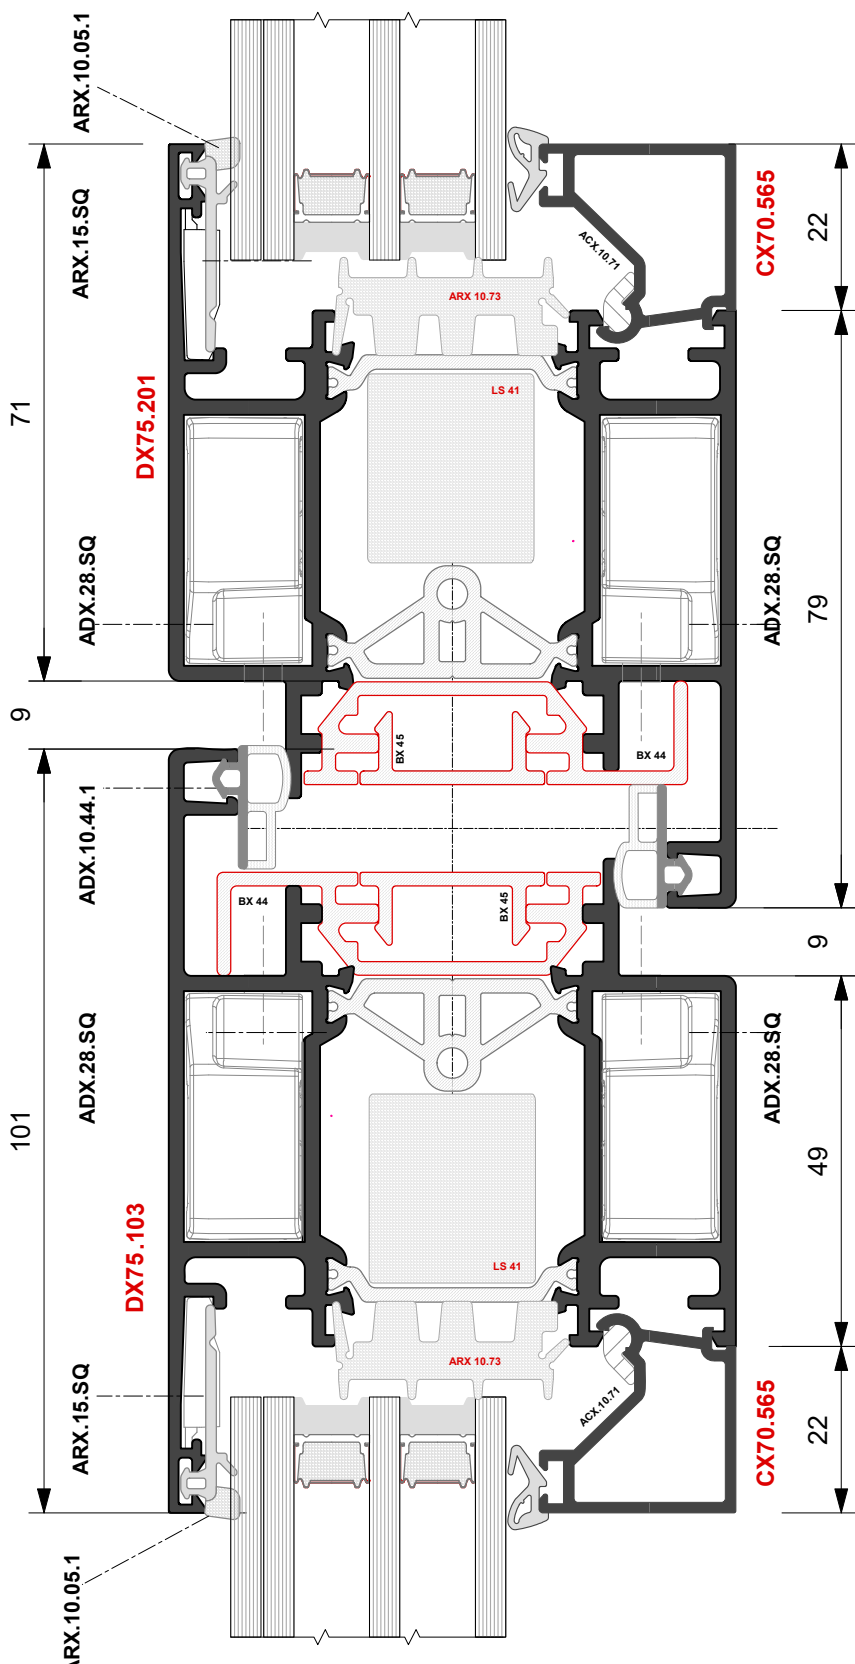 ARX.10.05.1
ARX.15.SQ
CX70.565
22
ACX.10.71
ARX 10.73
LS 41
DX75.201
71
ADX.28.SQ
ADX.28.SQ
79
9
BX 45
BX 44
ADX.10.44.1
BX 44
BX 45
9
ADX.28.SQ
ADX.28.SQ
101
49
DX75.103
LS 41
ARX 10.73
ACX.10.71
ARX.15.SQ
CX70.565
22
ARX.10.05.1